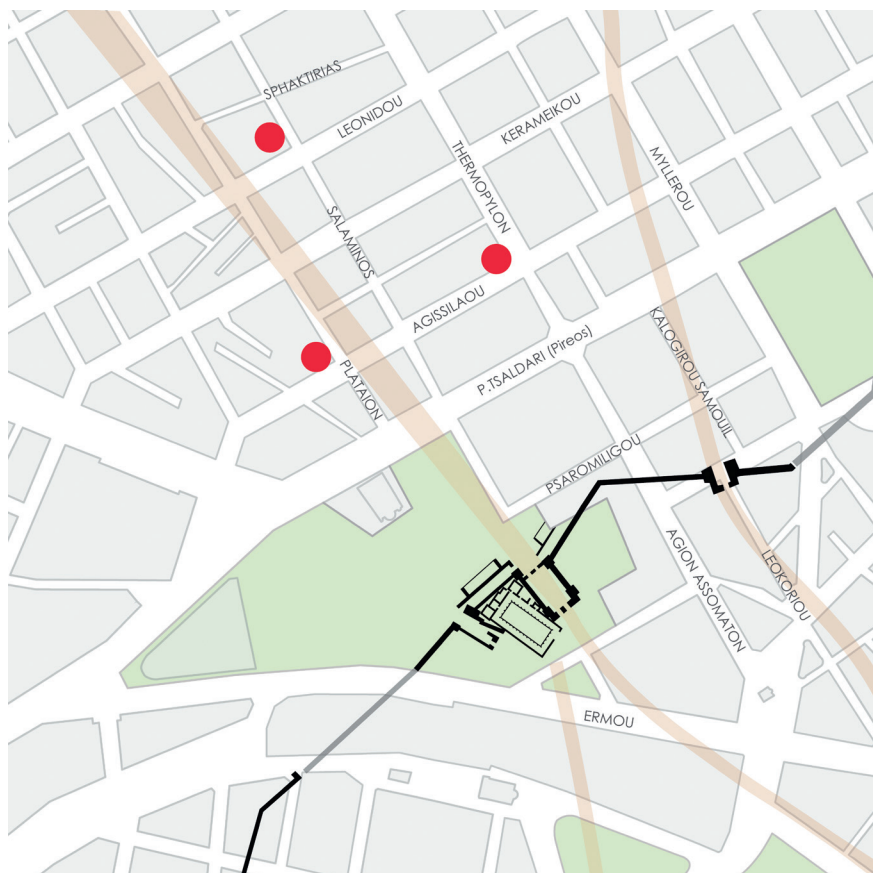 SPHAKTIRIAS
LEONIDOU
KERAMEIKOU
THERMOPYLON
MYLLEROU
SALAMINOS
AGISSILAOU
P.TSALDARI (Pireos)
KALOGIROU SAMOUIL
PLATAION
PSAROMILIGOU
AGION ASSOMATON
LEOKORIOU
ERMOU